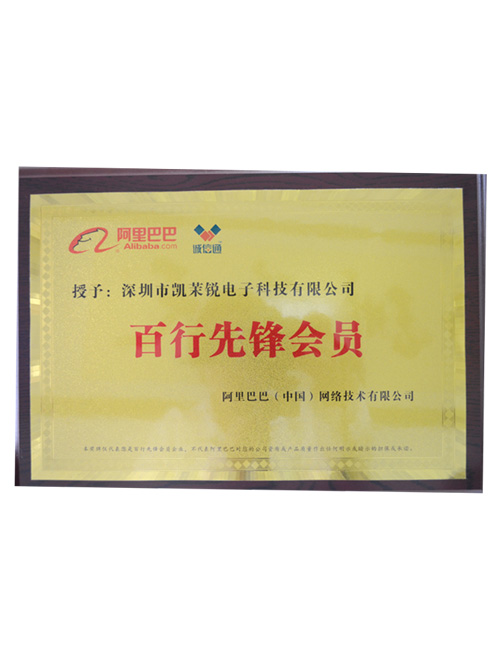 阿里巴巴
Alibaba.com
诚信通
授予：深圳市凯莱锐电子科技有限公司
百行先锋会员
阿里巴巴（中国）网络技术有限公司